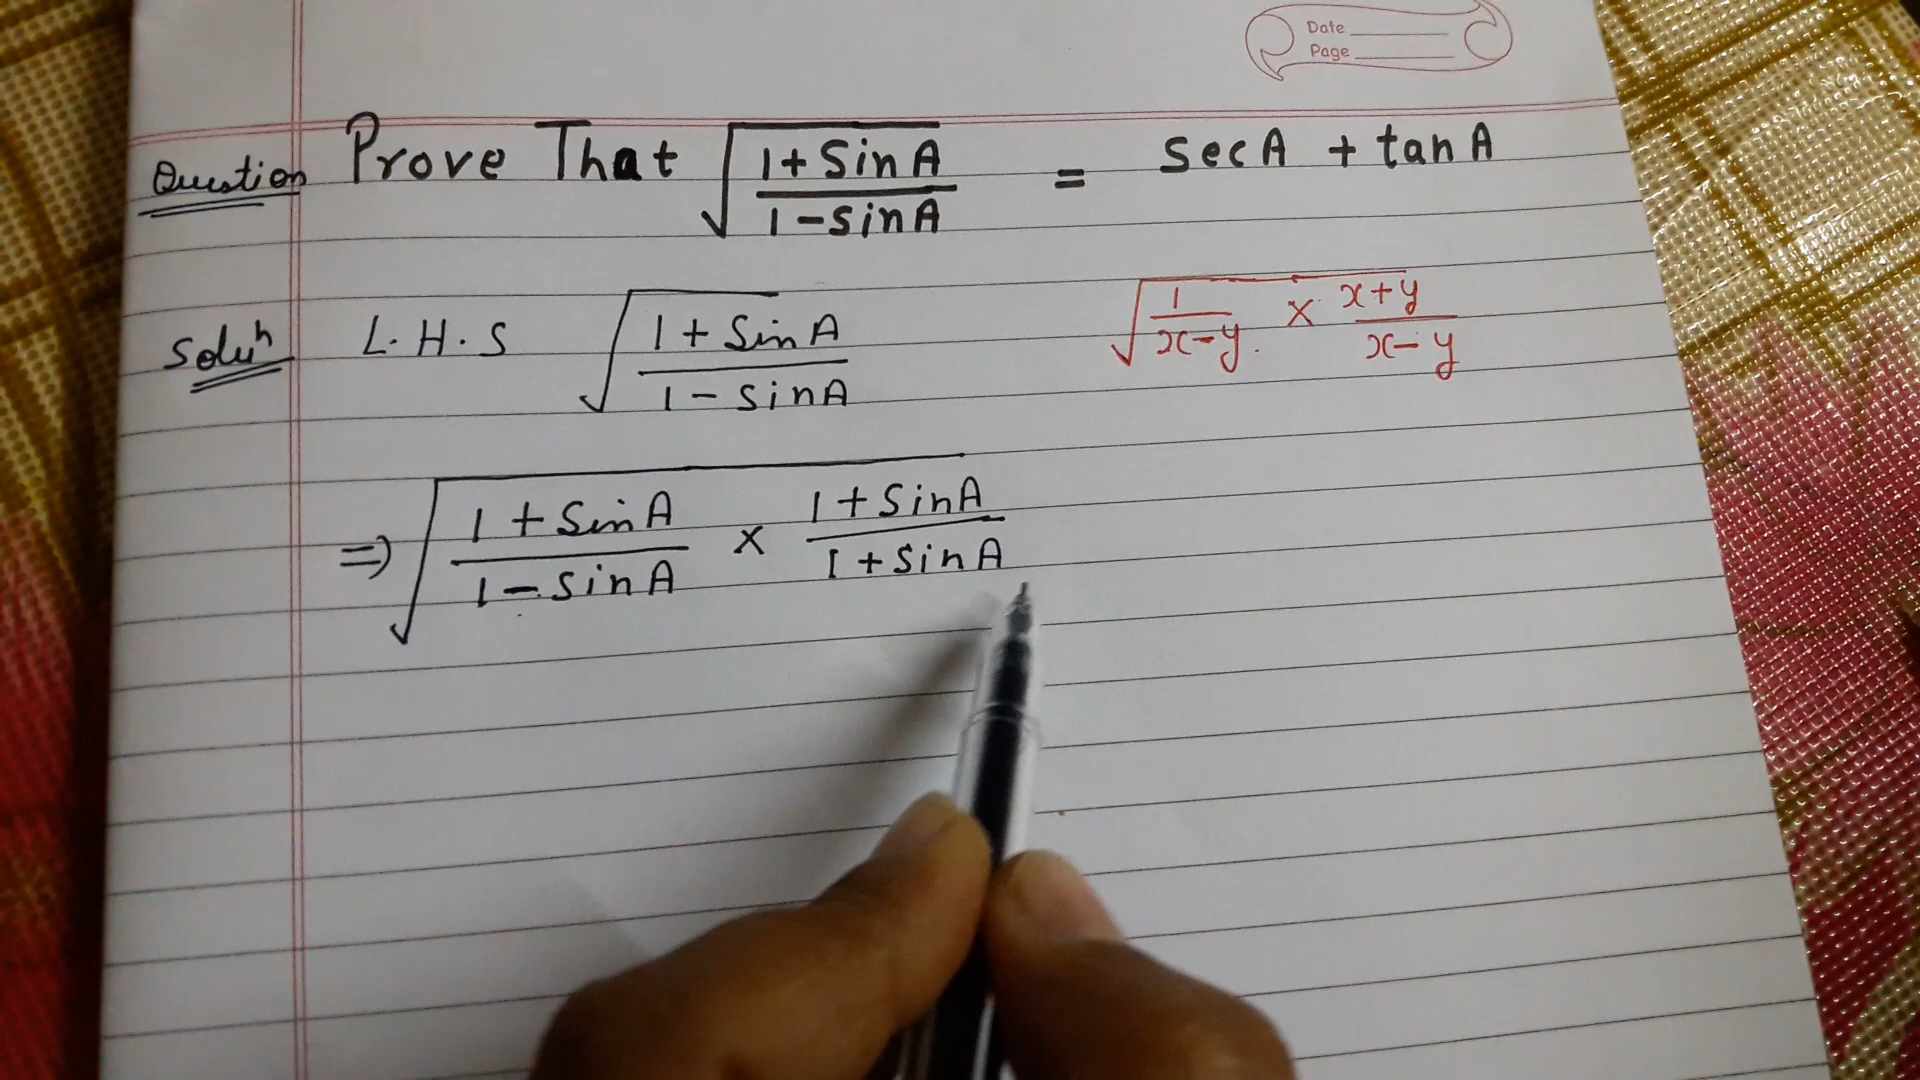 Date
Page
Question Prove That √((1+SinA)/(1-sinA)) = secA + tanA
Soluⁿ L.H.S √((1+SinA)/(1-sinA)) √(1/(x-y) × (x+y)/(x-y))
⇒ √((1+SinA)/(1-sinA) × (1+SinA)/(1+sinA))